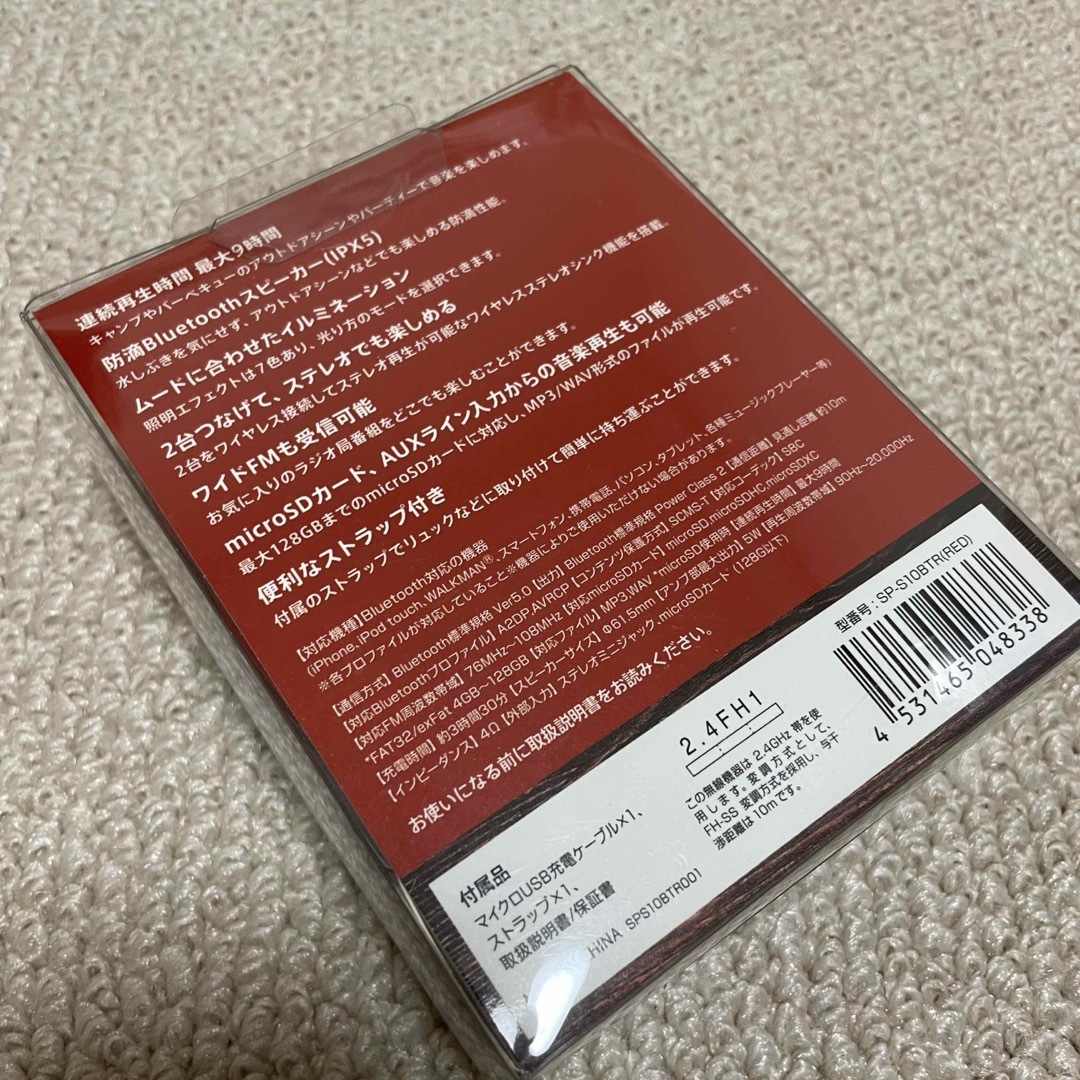 連続再生時間 最大9時間
キャンプやバーベキューのアウトドアシーンやパーティーで音楽を楽しめます。
防滴Bluetoothスピーカー(IPX5)
水しぶきを気にせず、アウトドアシーンなどでも楽しめる防滴性能。
ムードに合わせたイルミネーション
照明エフェクトは7色あり、光り方のモードを選択できます。
2台つなげて、ステレオでも楽しめる
2台をワイヤレス接続してステレオ再生が可能なワイヤレスステレオシンク機能を搭載。
ワイドFMも受信可能
お気に入りのラジオ局番組をどこでも楽しむことができます。
microSDカード、AUXライン入力からの音楽再生も可能
最大128GBまでのmicroSDカードに対応し、MP3/WAV形式のファイルが再生可能です。
便利なストラップ付き
付属のストラップでリュックなどに取り付けて簡単に持ち運ぶことができます。
【対応機種】Bluetooth対応の機器
(iPhone、iPod touch、WALKMAN®、スマートフォン、携帯電話、パソコン・タブレット、各種ミュージックプレーヤー等)
※各プロファイルが対応していること※機器によりご使用いただけない場合があります。
【通信方式】Bluetooth標準規格 Ver5.0【出力】Bluetooth標準規格 Power Class 2【通信距離】見通し距離 約10m
【対応Bluetoothプロファイル】A2DP AVRCP【コンテンツ保護方式】SCMS-T【対応コーデック】SBC
【対応FM周波数帯域】76MHz～108MHz【対応microSDカード】microSD,microSDHC,microSDXC
*FAT32/exFat 4GB～128GB【対応ファイル】MP3,WAV *microSD使用時【連続再生時間】最大9時間
【充電時間】約3時間30分【スピーカーサイズ】Φ61.5mm【アンプ部最大出力】5W【再生周波数帯域】90Hz～20,000Hz
【インピーダンス】4Ω【外部入力】ステレオミニジャック・microSDカード(128G以下)
お使いになる前に取扱説明書をお読みください。
付属品
マイクロUSB充電ケーブル×1、
ストラップ×1、
取扱説明書/保証書
HINA SPS10BTR001
2.4FH1
この無線機器は 2.4GHz 帯を使
用します。変調方式として、
FH-SS 変調方式を採用し、与干
渉距離は10mです。
型番号：SP-S10BTR(RED)
4 531465 048338